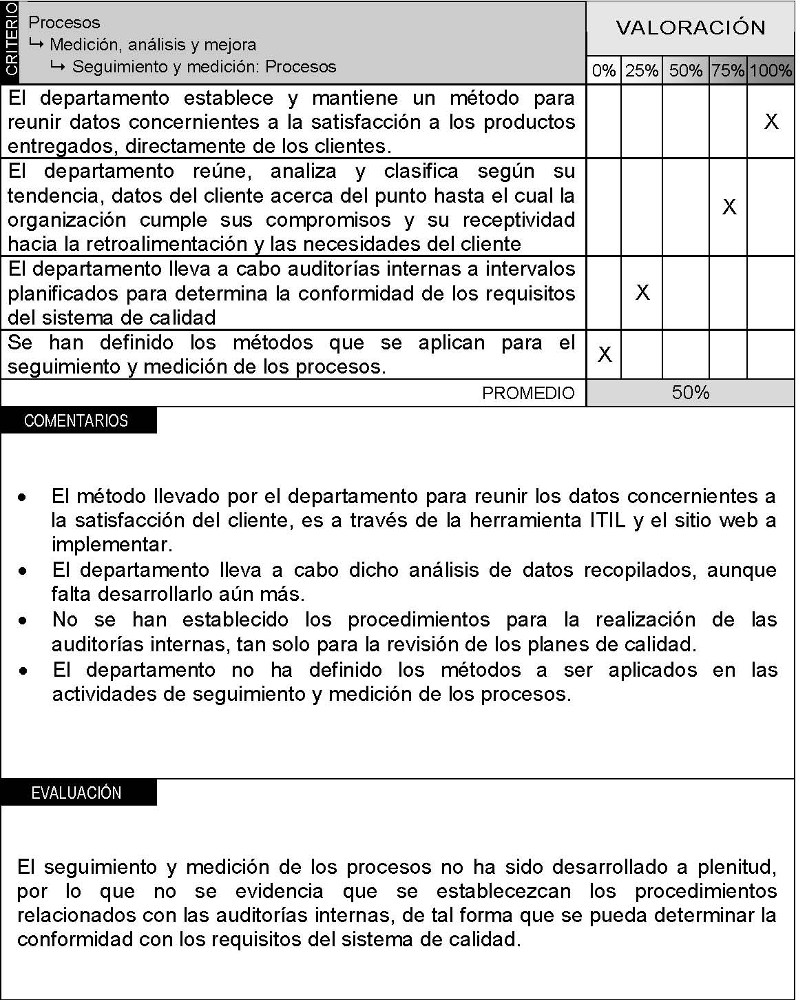 CRITERIO
Procesos
↳ Medición, análisis y mejora
↳ Seguimiento y medición: Procesos
VALORACIÓN
0% 25% 50% 75% 100%
El departamento establece y mantiene un método para
reunir datos concernientes a la satisfacción a los productos
entregados, directamente de los clientes.
X
El departamento reúne, analiza y clasifica según su
tendencia, datos del cliente acerca del punto hasta el cual la
organización cumple sus compromisos y su receptividad
hacia la retroalimentación y las necesidades del cliente
X
El departamento lleva a cabo auditorías internas a intervalos
planificados para determina la conformidad de los requisitos
del sistema de calidad
X
Se han definido los métodos que se aplican para el
seguimiento y medición de los procesos.
X
PROMEDIO 50%
COMENTARIOS
• El método llevado por el departamento para reunir los datos concernientes a
la satisfacción del cliente, es a través de la herramienta ITIL y el sitio web a
implementar.
• El departamento lleva a cabo dicho análisis de datos recopilados, aunque
falta desarrollarlo aún más.
• No se han establecido los procedimientos para la realización de las
auditorías internas, tan solo para la revisión de los planes de calidad.
• El departamento no ha definido los métodos a ser aplicados en las
actividades de seguimiento y medición de los procesos.
EVALUACIÓN
El seguimiento y medición de los procesos no ha sido desarrollado a plenitud,
por lo que no se evidencia que se establecezcan los procedimientos
relacionados con las auditorías internas, de tal forma que se pueda determinar la
conformidad con los requisitos del sistema de calidad.